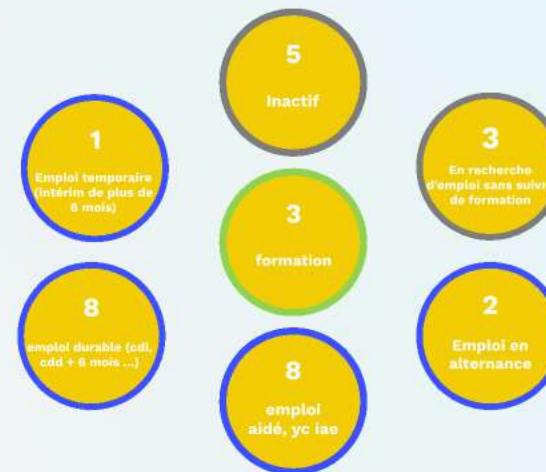 5
Inactif
1
Emploi temporaire
(intérim de plus de
6 mois)
3
En recherche
d'emploi sans suivre
de formation
3
formation
8
emploi durable (cdi,
cdd + 6 mois ...)
2
Emploi en
alternance
8
emploi
aidé, yc iae